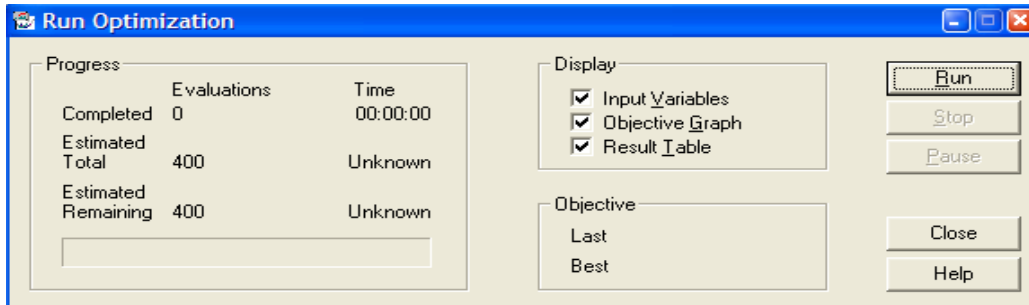 Run Optimization
Progress
Evaluations Time
Completed 0 00:00:00
Estimated
Total 400 Unknown
Estimated
Remaining 400 Unknown
Display
Input Variables
Objective Graph
Result Table
Objective
Last
Best
Run
Stop
Pause
Close
Help